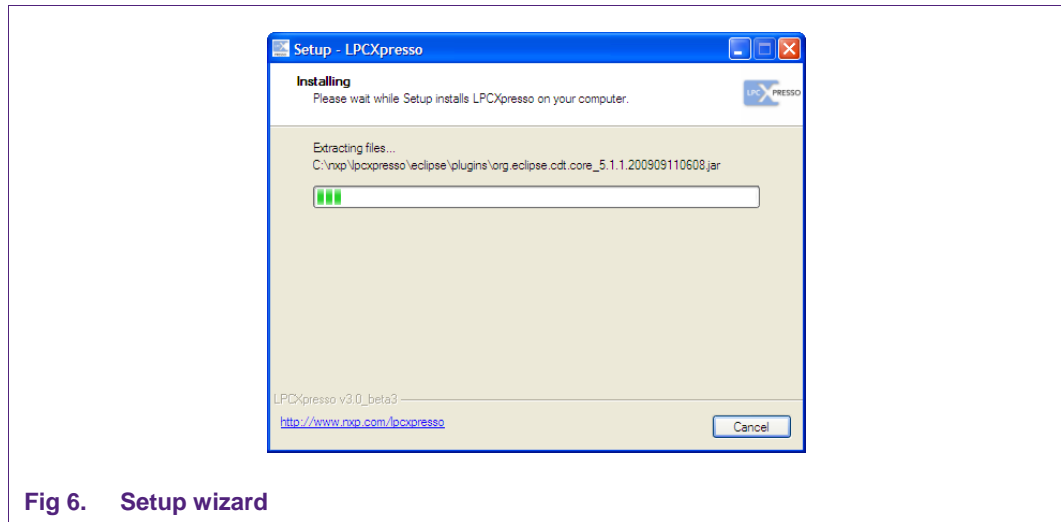 Setup - LPCXpresso
Installing
Please wait while Setup installs LPCXpresso on your computer.
LPCXPRESSO
Extracting files...
C:\nxp\lpcxpresso\eclipse\plugins\org.eclipse.cdt.core_5.1.1.200909110608.jar
LPCXpresso v3.0_beta3
http://www.nxp.com/lpcxpresso
Cancel
Fig 6. Setup wizard